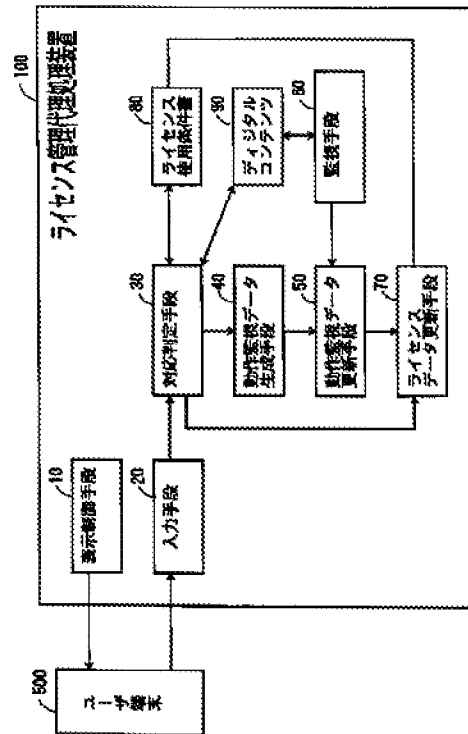 100
ライセンス管理代理処理装置
500
ユーザ端末
10
表示制御手段
20
入力手段
30
対応判定手段
40
動作監視データ
生成手段
50
動作監視データ
更新手段
70
ライセンス
データ更新手段
80
ライセンス
使用条件書
90
ディジタル
コンテンツ
60
監視手段